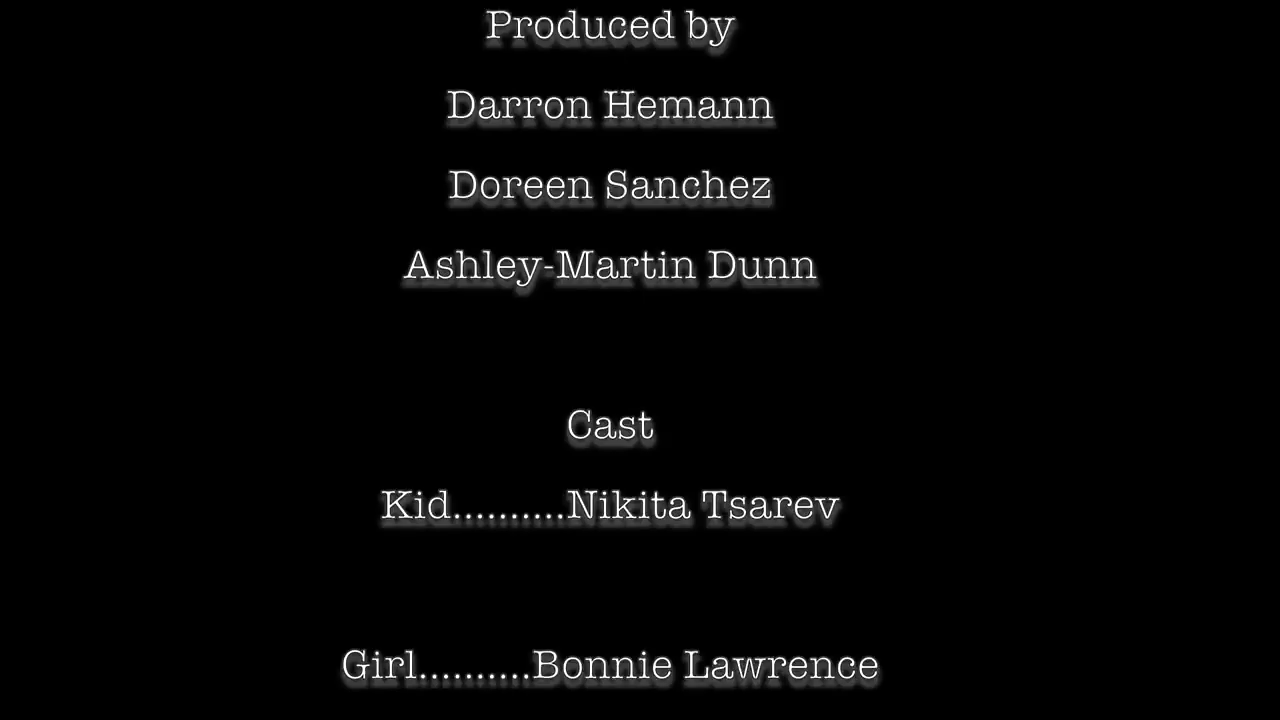 Produced by
Darron Hemann
Doreen Sanchez
Ashley-Martin Dunn
Cast
Kid..........Nikita Tsarev
Girl..........Bonnie Lawrence